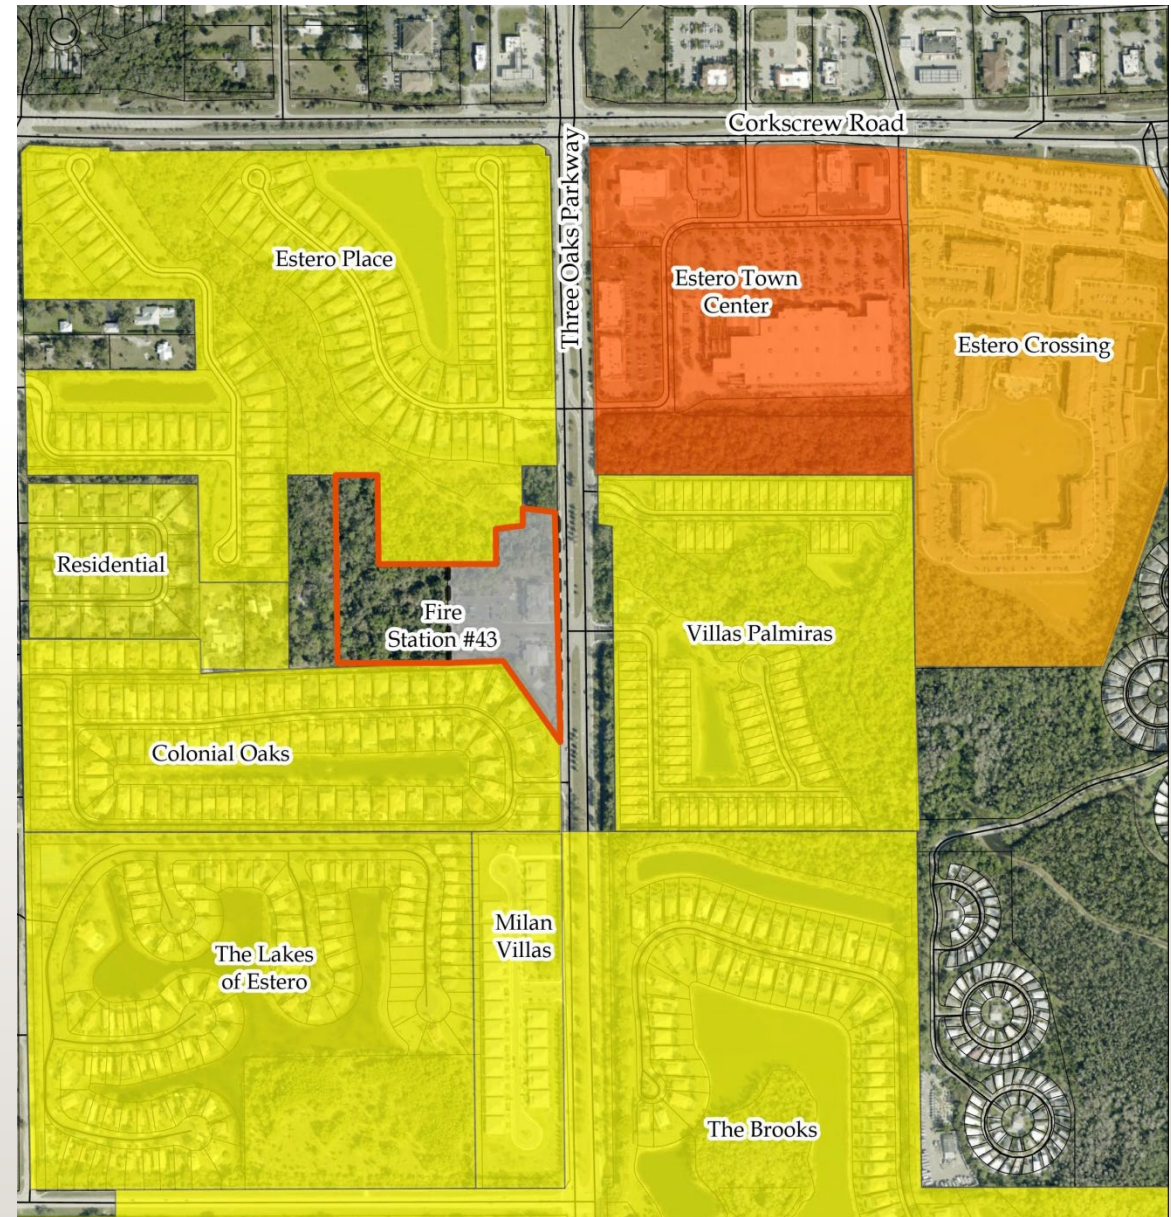 Corkscrew Road
Three Oaks Parkway
Estero Place
Estero Town
Center
Estero Crossing
Residential
Fire
Station #43
Villas Palmiras
Colonial Oaks
Milan
Villas
The Lakes
of Estero
The Brooks